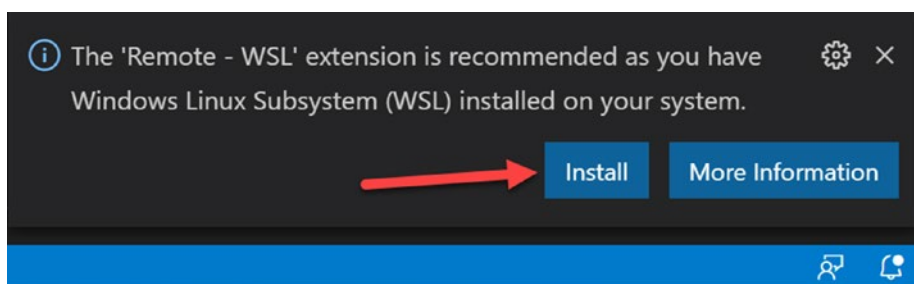 The 'Remote - WSL' extension is recommended as you have
Windows Linux Subsystem (WSL) installed on your system.
Install
More Information